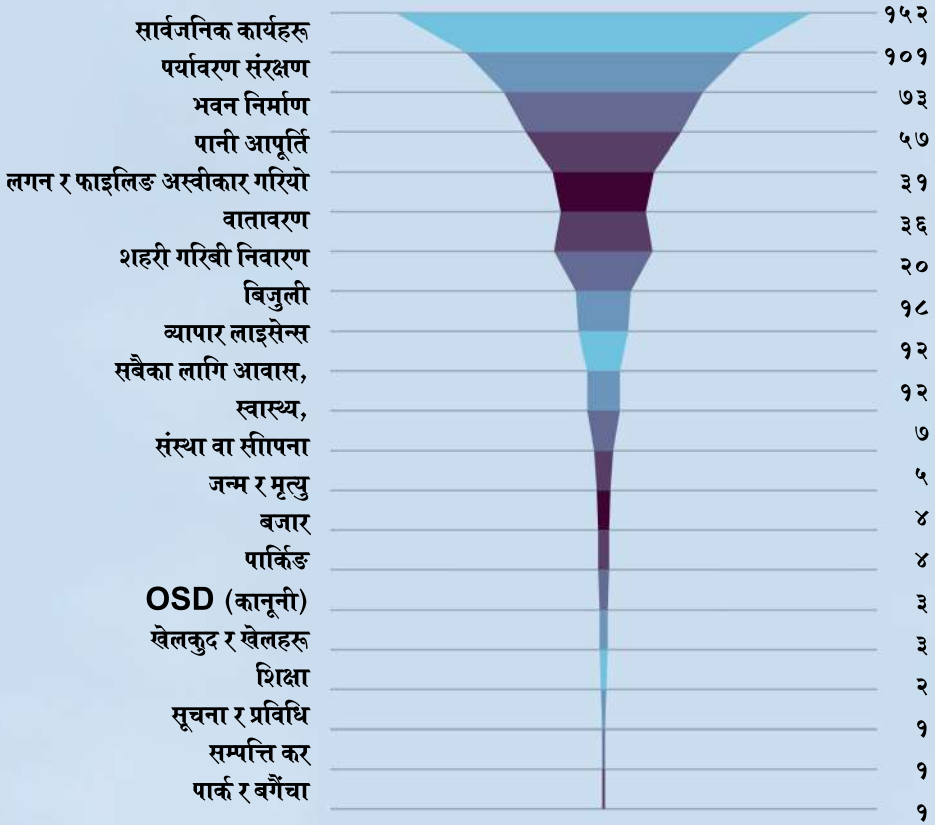 सार्वजनिक कार्यहरू १५२
पर्यावरण संरक्षण १०१
भवन निर्माण ७३
पानी आपूर्ति ५७
लगन र फाइलिङ अस्वीकार गरियो ३१
वातावरण ३६
शहरी गरिबी निवारण २०
बिजुली १८
व्यापार लाइसेन्स १२
सबैका लागि आवास, १२
स्वास्थ्य, ७
संस्था वा सीापना ५
जन्म र मृत्यु ४
बजार ४
पार्किङ ३
OSD (कानूनी) ३
खेलकुद र खेलहरू २
शिक्षा १
सूचना र प्रविधि १
सम्पत्ति कर १
पार्क र बगैंचा